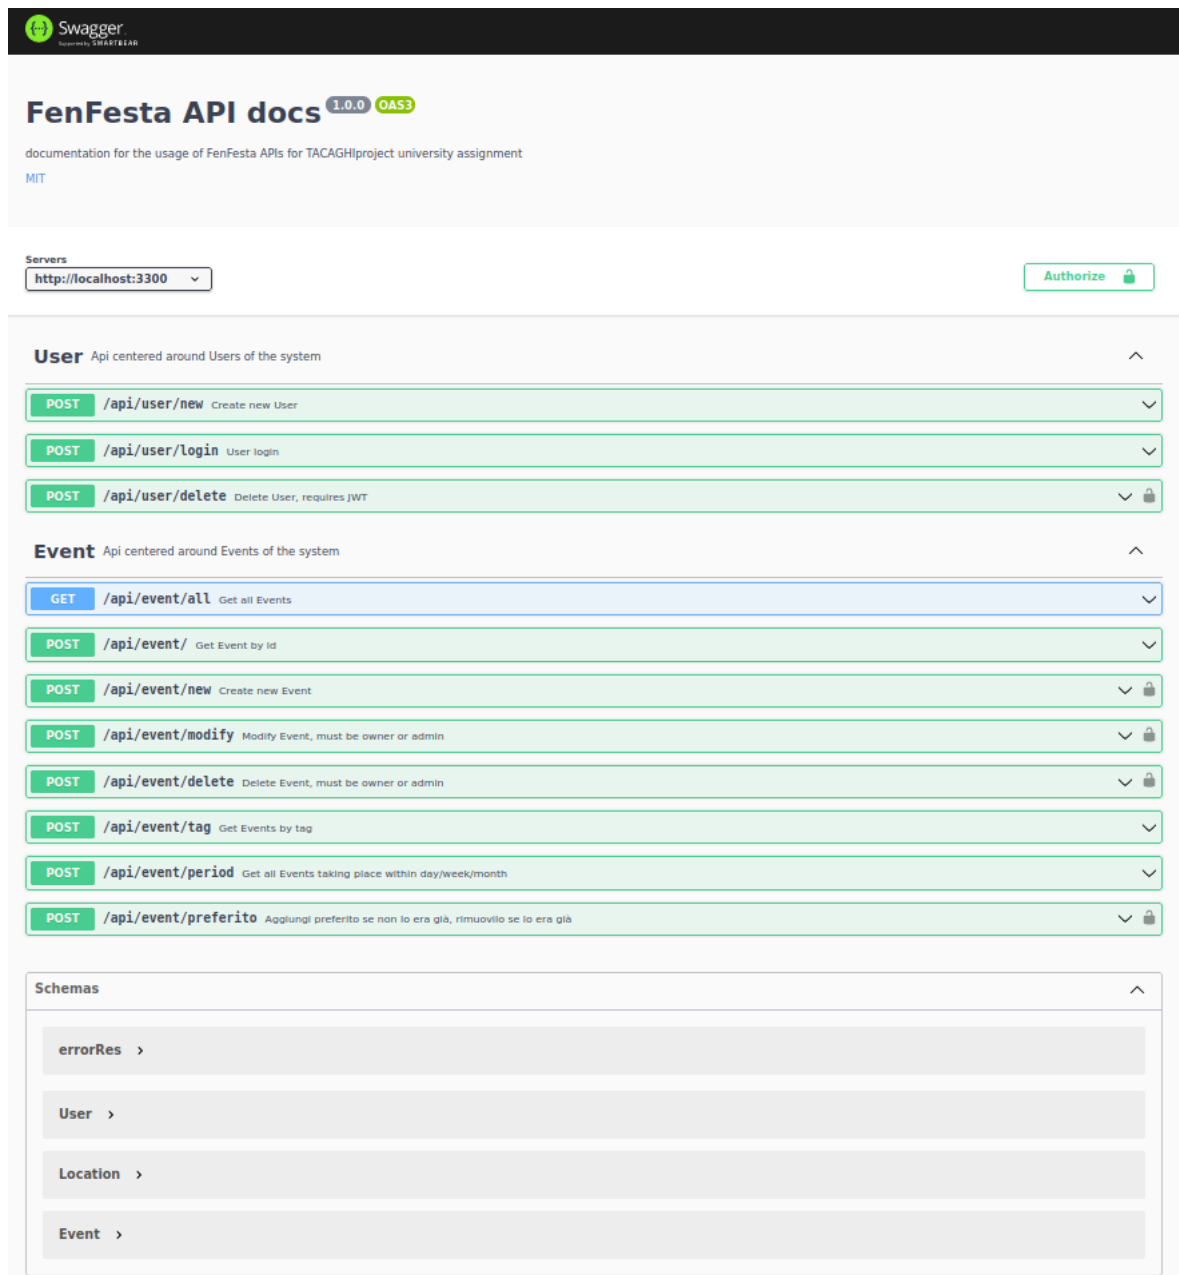 Swagger.
Supported by SMARTBEAR
FenFesta API docs 1.0.0 OAS3
documentation for the usage of FenFesta APIs for TACAGHIproject university assignment
MIT
Servers
http://localhost:3300
Authorize
User Api centered around Users of the system
POST /api/user/new Create new User
POST /api/user/login User login
POST /api/user/delete Delete User, requires JWT
Event Api centered around Events of the system
GET /api/event/all Get all Events
POST /api/event/ Get Event by id
POST /api/event/new Create new Event
POST /api/event/modify Modify Event, must be owner or admin
POST /api/event/delete Delete Event, must be owner or admin
POST /api/event/tag Get Events by tag
POST /api/event/period Get all Events taking place within day/week/month
POST /api/event/preferito Aggiungi preferito se non lo era già, rimuovilo se lo era già
Schemas
errorRes
User
Location
Event